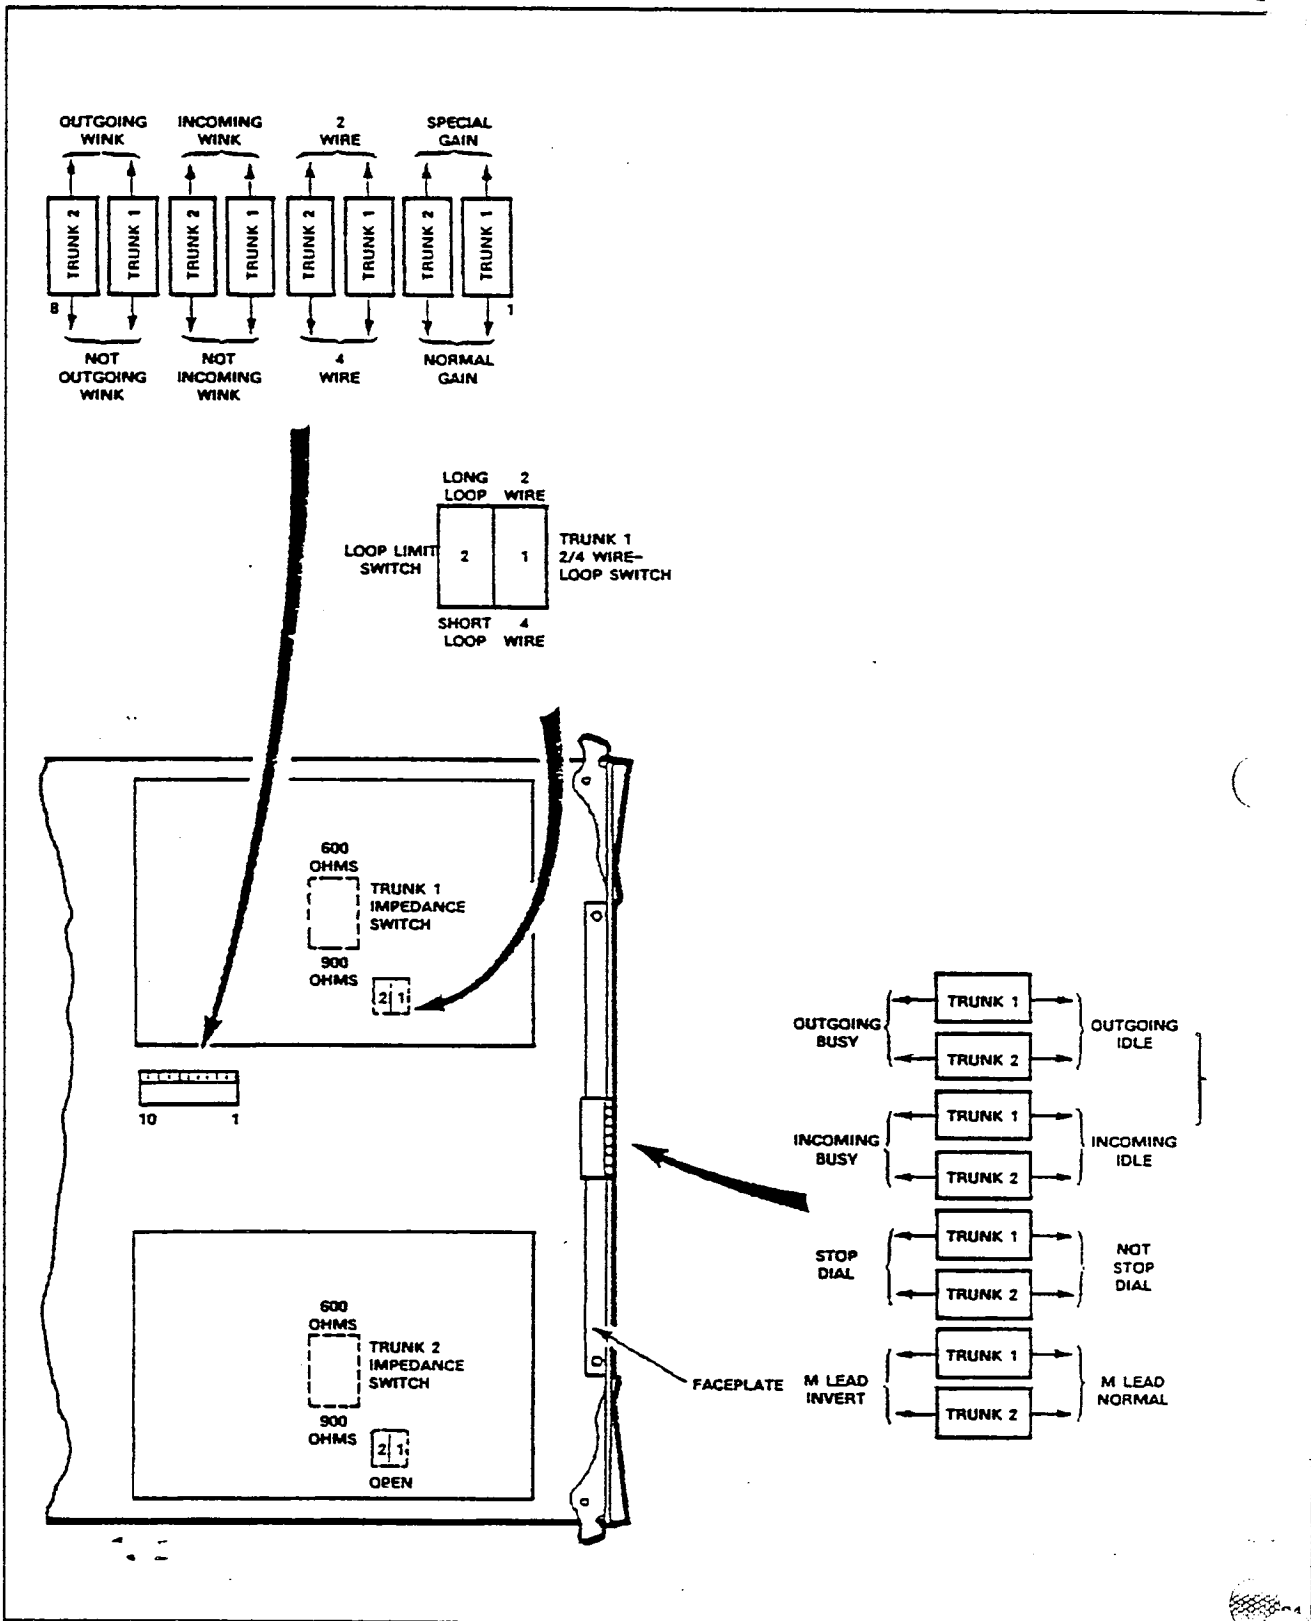 OUTGOING WINK
INCOMING WINK
2 WIRE
SPECIAL GAIN
TRUNK 2
TRUNK 1
TRUNK 2
TRUNK 1
TRUNK 2
TRUNK 1
TRUNK 2
TRUNK 1
8
1
NOT OUTGOING WINK
NOT INCOMING WINK
4 WIRE
NORMAL GAIN
LONG LOOP
2 WIRE
LOOP LIMIT SWITCH
2
1
TRUNK 1
2/4 WIRE-
LOOP SWITCH
SHORT LOOP
4 WIRE
600
OHMS
TRUNK 1
IMPEDANCE
SWITCH
900
OHMS
2 1
10 1
OUTGOING BUSY
TRUNK 1
TRUNK 2
OUTGOING IDLE
INCOMING BUSY
TRUNK 1
TRUNK 2
INCOMING IDLE
STOP DIAL
TRUNK 1
TRUNK 2
NOT STOP DIAL
M LEAD INVERT
TRUNK 1
TRUNK 2
M LEAD NORMAL
FACEPLATE
600
OHMS
TRUNK 2
IMPEDANCE
SWITCH
900
OHMS
2 1
OPEN